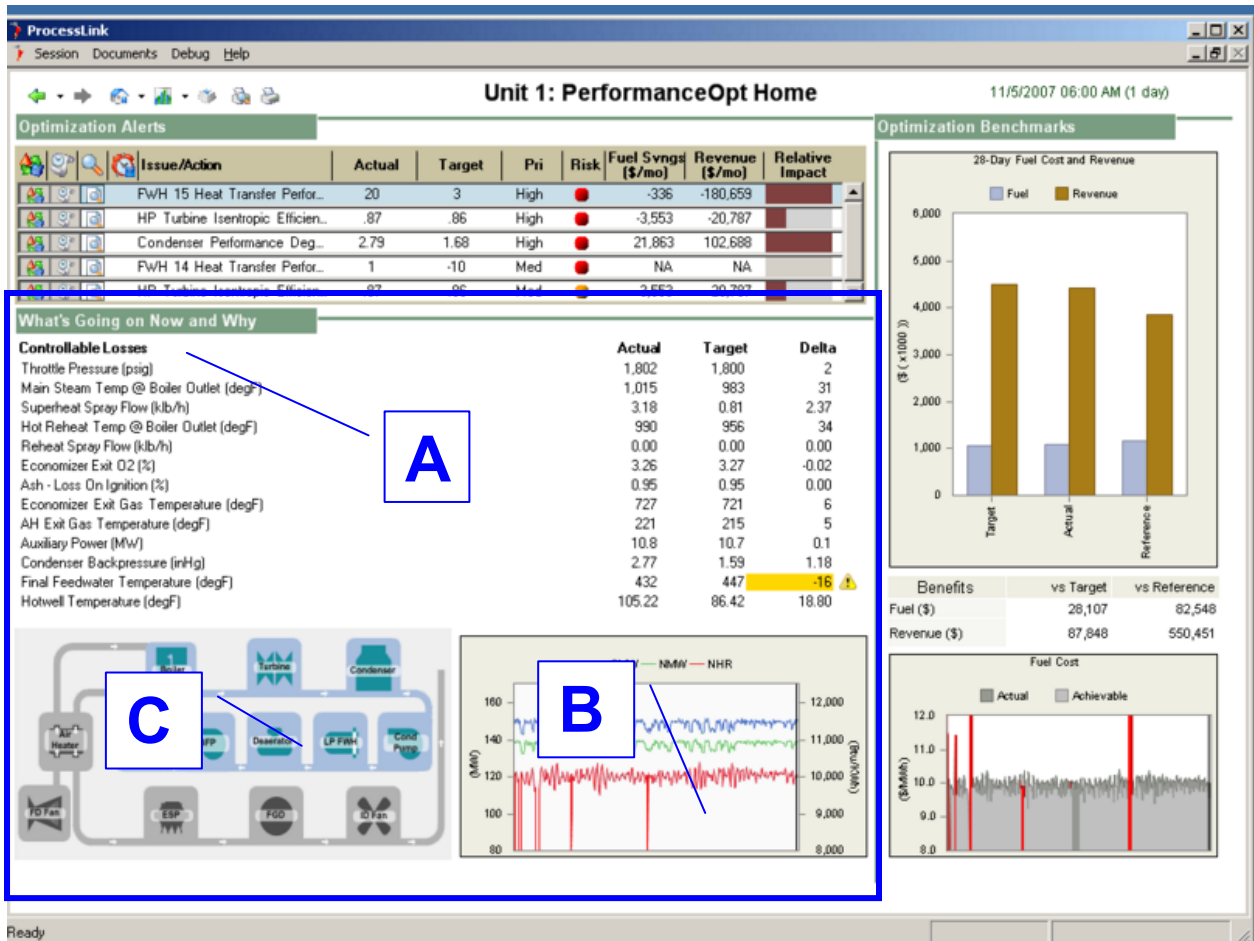 ProcessLink
Session Documents Debug Help
Unit 1: PerformanceOpt Home
11/5/2007 06:00 AM (1 day)
Optimization Alerts
Issue/Action Actual Target Pri Risk Fuel Svngs ($/mo) Revenue ($/mo) Relative Impact
FWH 15 Heat Transfer Perfor... 20 3 High -336 -180,659
HP Turbine Isentropic Efficien... .87 .86 High -3,553 -20,787
Condenser Performance Deg... 2.79 1.68 High 21,863 102,688
FWH 14 Heat Transfer Perfor... 1 -10 Med NA NA
HP Turbine Isentropic Efficien... .87 .86 Med -3,553 -20,787
What's Going on Now and Why
Controllable Losses Actual Target Delta
Throttle Pressure (psig) 1,802 1,800 2
Main Steam Temp @ Boiler Outlet (degF) 1,015 983 31
Superheat Spray Flow (klb/h) 3.18 0.81 2.37
Hot Reheat Temp @ Boiler Outlet (degF) 990 956 34
Reheat Spray Flow (klb/h) 0.00 0.00 0.00
Economizer Exit O2 (%) 3.26 3.27 -0.02
Ash - Loss On Ignition (%) 0.95 0.95 0.00
Economizer Exit Gas Temperature (degF) 727 721 6
AH Exit Gas Temperature (degF) 221 215 5
Auxiliary Power (MW) 10.8 10.7 0.1
Condenser Backpressure (inHg) 2.77 1.59 1.18
Final Feedwater Temperature (degF) 432 447 -16
Hotwell Temperature (degF) 105.22 86.42 18.80
A
Boiler
Turbine
Condenser
Air Heater
C
FP
Deaerator
LP FWH
Cond Pump
FD Fan
ESP
FGD
ID Fan
NMW NHR
B
160
140
120
100
80
(MW)
12,000
11,000
10,000
9,000
8,000
(Btu/KWh)
Optimization Benchmarks
28-Day Fuel Cost and Revenue
Fuel Revenue
6,000
5,000
4,000
3,000
2,000
1,000
0
($ ( x1000 ))
Target
Actual
Reference
Benefits vs Target vs Reference
Fuel ($) 28,107 82,548
Revenue ($) 87,848 550,451
Fuel Cost
Actual Achievable
12.0
11.0
10.0
9.0
8.0
($/MWh)
Ready